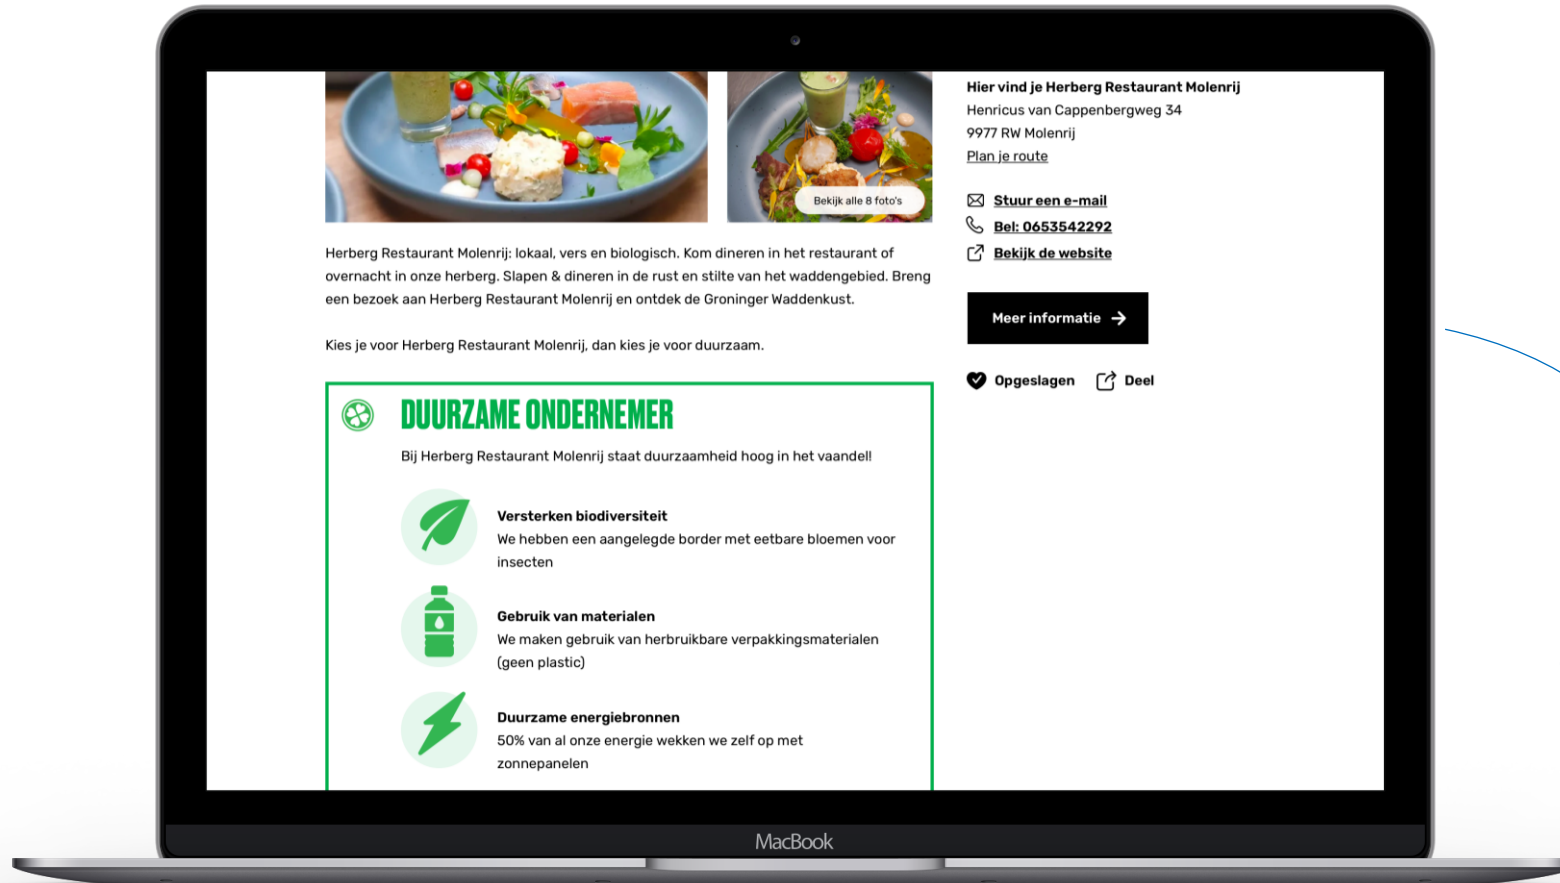 Bekijk alle 8 foto's
Herberg Restaurant Molenrij: lokaal, vers en biologisch. Kom dineren in het restaurant of
overnacht in onze herberg. Slapen & dineren in de rust en stilte van het waddengebied. Breng
een bezoek aan Herberg Restaurant Molenrij en ontdek de Groninger Waddenkust.
Kies je voor Herberg Restaurant Molenrij, dan kies je voor duurzaam.
DUURZAME ONDERNEMER
Bij Herberg Restaurant Molenrij staat duurzaamheid hoog in het vaandel!
Versterken biodiversiteit
We hebben een aangelegde border met eetbare bloemen voor
insecten
Gebruik van materialen
We maken gebruik van herbruikbare verpakkingsmaterialen
(geen plastic)
Duurzame energiebronnen
50% van al onze energie wekken we zelf op met
zonnepanelen
Hier vind je Herberg Restaurant Molenrij
Henricus van Cappenbergweg 34
9977 RW Molenrij
Plan je route
Stuur een e-mail
Bel: 0653542292
Bekijk de website
Meer informatie
Opgeslagen
Deel
MacBook